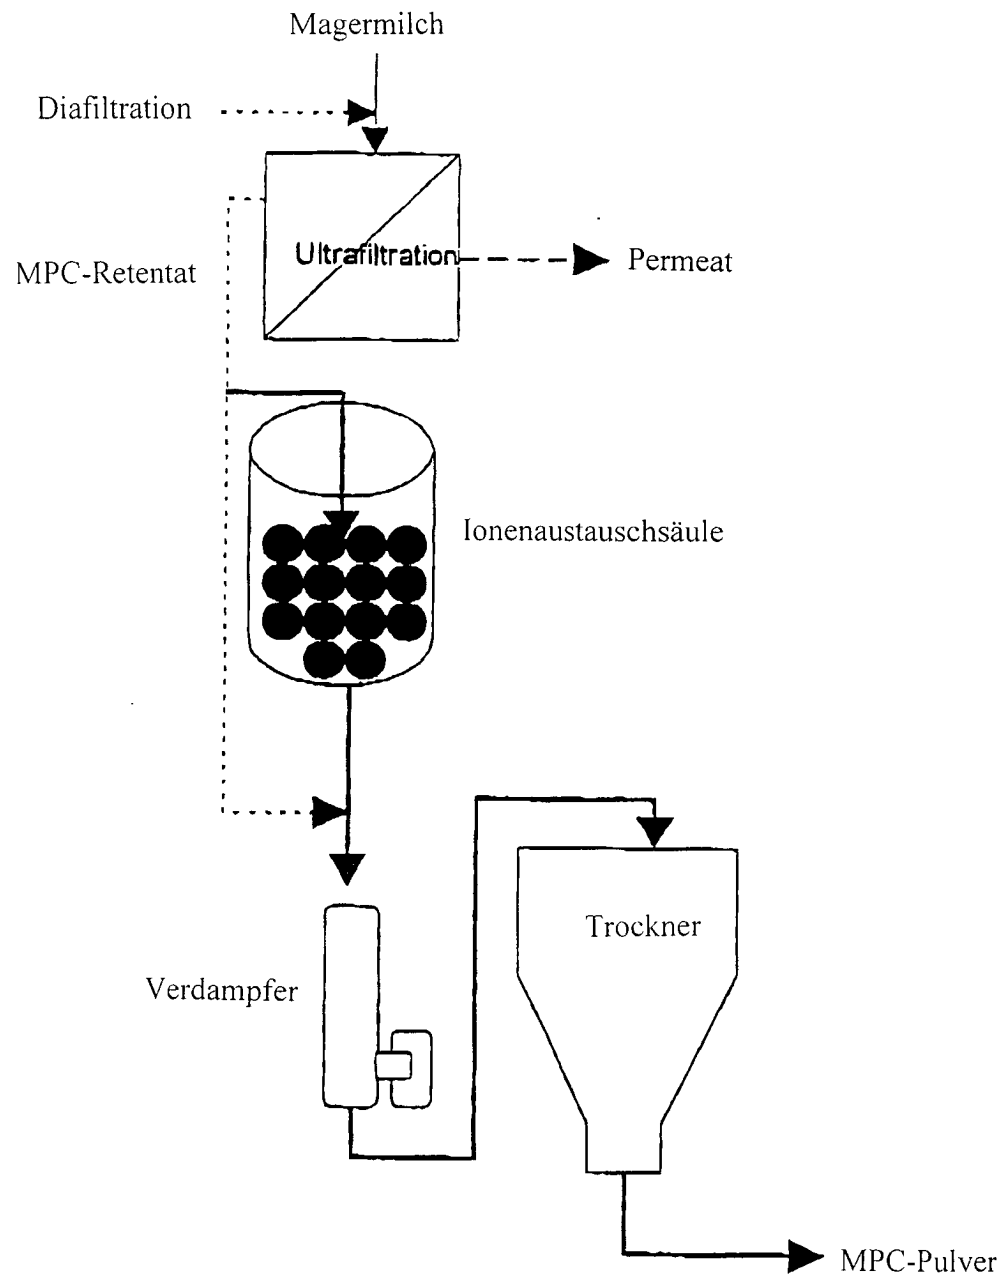 Magermilch
Diafiltration
Ultrafiltration
Permeat
MPC-Retentat
Ionenaustauschsäule
Trockner
Verdampfer
MPC-Pulver